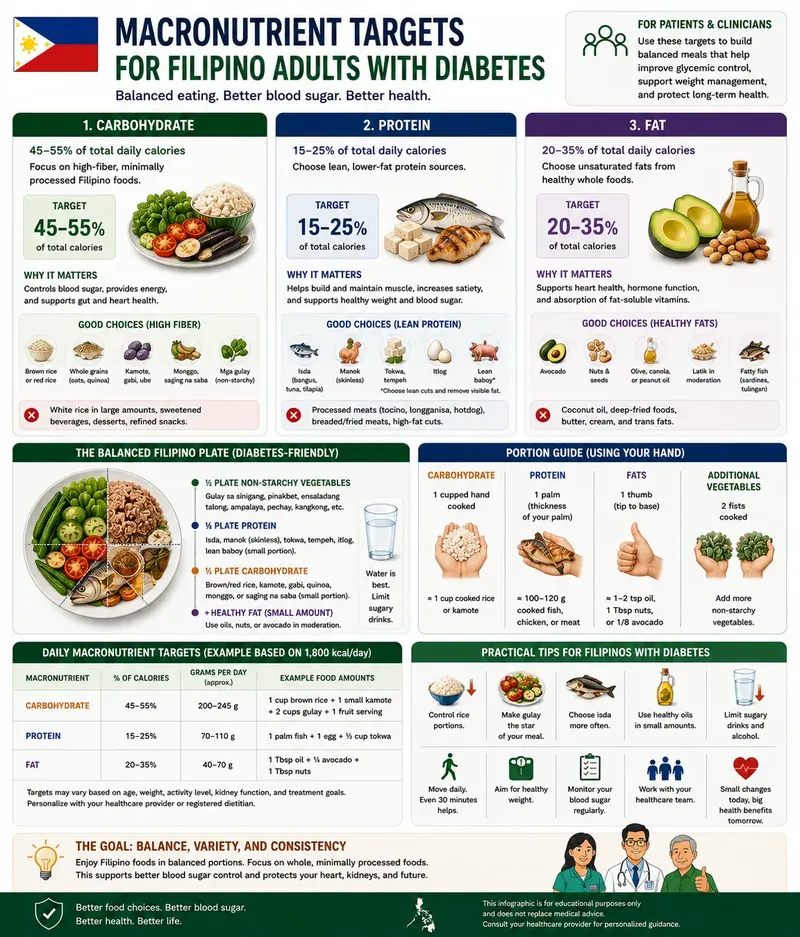 MACRONUTRIENT TARGETS
FOR FILIPINO ADULTS WITH DIABETES
Balanced eating. Better blood sugar. Better health.
FOR PATIENTS & CLINICIANS
Use these targets to build
balanced meals that help
improve glycemic control,
support weight management,
and protect long-term health.
1. CARBOHYDRATE
45–55% of total daily calories
Focus on high-fiber, minimally
processed Filipino foods.
TARGET
45–55%
of total calories
WHY IT MATTERS
Controls blood sugar, provides energy,
and supports gut and heart health.
GOOD CHOICES (HIGH FIBER)
Brown rice
or red rice
Whole grains
(oats, quinoa)
Kamote,
gabi, ube
Monggo,
saging na saba
Mga gulay
(non-starchy)
White rice in large amounts, sweetened
beverages, desserts, refined snacks.
2. PROTEIN
15–25% of total daily calories
Choose lean, lower-fat protein sources.
TARGET
15–25%
of total calories
WHY IT MATTERS
Helps build and maintain muscle, increases satiety,
and supports healthy weight and blood sugar.
GOOD CHOICES (LEAN PROTEIN)
Isda
(bangus,
tuna, tilapia)
Manok
(skinless)
Tokwa,
tempeh
Itlog
Lean
baboy*
*Choose lean cuts and remove visible fat.
Processed meats (tocino, longganisa, hotdog),
breaded/fried meats, high-fat cuts.
3. FAT
20–35% of total daily calories
Choose unsaturated fats from
healthy whole foods.
TARGET
20–35%
of total calories
WHY IT MATTERS
Supports heart health, hormone function,
and absorption of fat-soluble vitamins.
GOOD CHOICES (HEALTHY FATS)
Avocado
Nuts &
seeds
Olive, canola,
or peanut oil
Latik in
moderation
Fatty fish
(sardines,
tulingan)
Coconut oil, deep-fried foods,
butter, cream, and trans fats.
THE BALANCED FILIPINO PLATE (DIABETES-FRIENDLY)
½ PLATE NON-STARCHY VEGETABLES
Gulay sa sinigang, pinakbet, ensaladang
talong, ampalaya, pechay, kangkong, etc.
PLATE PROTEIN
Isda, manok (skinless), tokwa, tempeh, itlog,
lean baboy (small portion).
PLATE CARBOHYDRATE
Brown/red rice, kamote, gabi, quinoa,
monggo, or saging na saba (small portion).
+ HEALTHY FAT (SMALL AMOUNT)
Use oils, nuts, or avocado in moderation.
Water is
best.
Limit
sugary
drinks.
PORTION GUIDE (USING YOUR HAND)
CARBOHYDRATE
1 cupped hand
cooked
≈ 1 cup cooked rice
or kamote
PROTEIN
1 palm
(thickness
of your palm)
≈ 100–120 g
cooked fish,
chicken, or meat
FATS
1 thumb
(tip to base)
≈ 1–2 tsp oil,
1 Tbsp nuts,
or 1/8 avocado
ADDITIONAL
VEGETABLES
2 fists
cooked
Add more
non-starchy
vegetables.
DAILY MACRONUTRIENT TARGETS (EXAMPLE BASED ON 1,800 kcal/day)
MACRONUTRIENT
% OF CALORIES
GRAMS PER DAY
(approx.)
EXAMPLE FOOD AMOUNTS
CARBOHYDRATE
45–55%
200–245 g
1 cup brown rice + 1 small kamote
+ 2 cups gulay + 1 fruit serving
PROTEIN
15–25%
70–110 g
1 palm fish + 1 egg + ½ cup tokwa
FAT
20–35%
40–70 g
1 Tbsp oil + ¼ avocado +
1 Tbsp nuts
Targets may vary based on age, weight, activity level, kidney function, and treatment goals.
Personalize with your healthcare provider or registered dietitian.
PRACTICAL TIPS FOR FILIPINOS WITH DIABETES
Control rice
portions.
Make gulay
the star
of your meal.
Choose isda
more often.
Use healthy oils
in small amounts.
Limit sugary
drinks and
alcohol.
Move daily.
Even 30 minutes
helps.
Aim for healthy
weight.
Monitor your
blood sugar
regularly.
Work with your
healthcare team.
Small changes
today, big
health benefits
tomorrow.
THE GOAL: BALANCE, VARIETY, AND CONSISTENCY
Enjoy Filipino foods in balanced portions. Focus on whole, minimally processed foods.
This supports better blood sugar control and protects your heart, kidneys, and future.
Better food choices. Better blood sugar.
Better health. Better life.
This infographic is for educational purposes only
and does not replace medical advice.
Consult your healthcare provider for personalized guidance.